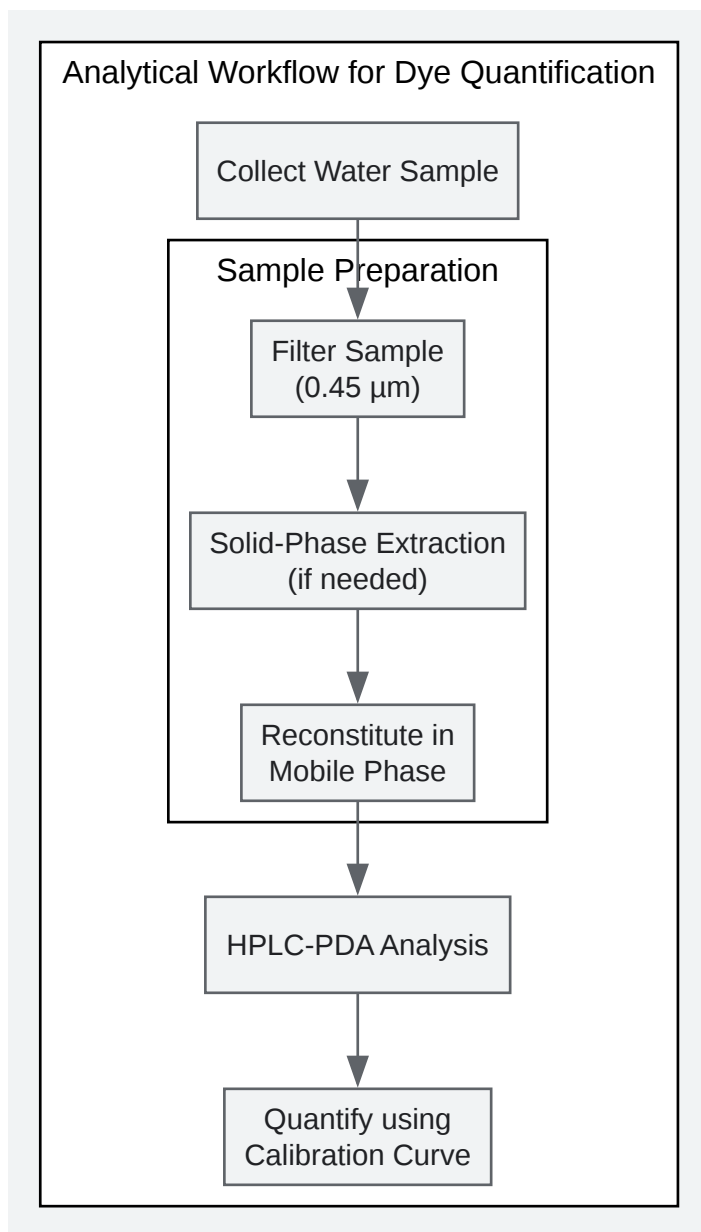 Analytical Workflow for Dye Quantification
Collect Water Sample
Sample Preparation
Filter Sample
(0.45 µm)
Solid-Phase Extraction
(if needed)
Reconstitute in
Mobile Phase
HPLC-PDA Analysis
Quantify using
Calibration Curve